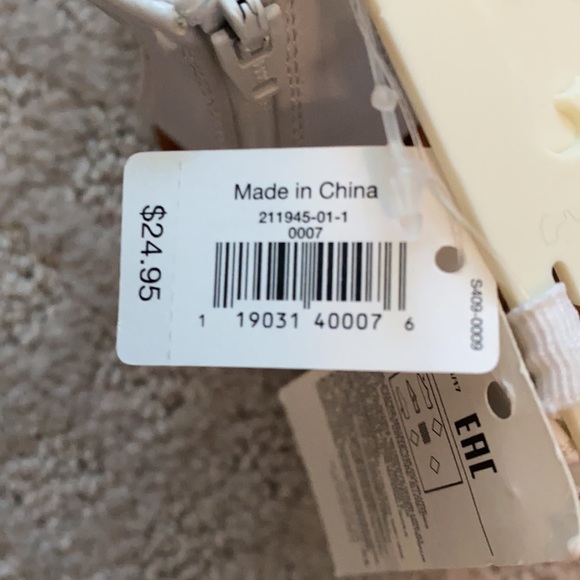 Made in China
211945-01-1
0007
$24.95
1 19031 40007 6
S409-0009
EAC